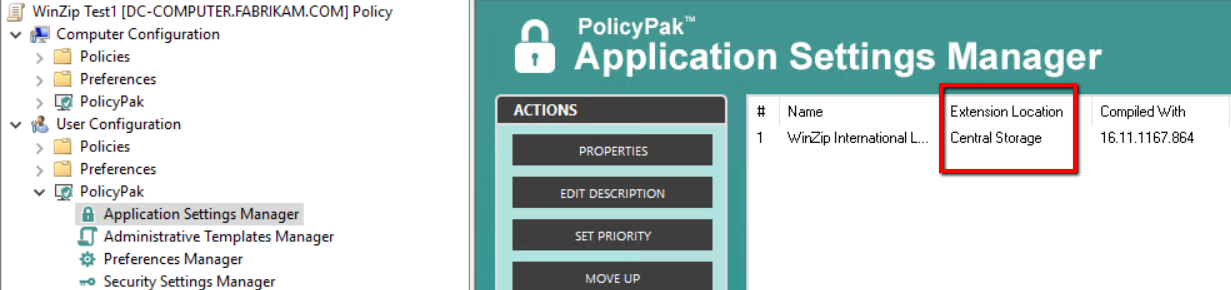 WinZip Test1 [DC-COMPUTER.FABRIKAM.COM] Policy
Computer Configuration
Policies
Preferences
PolicyPak
User Configuration
Policies
Preferences
PolicyPak
Application Settings Manager
Administrative Templates Manager
Preferences Manager
Security Settings Manager
PolicyPak™
Application Settings Manager
ACTIONS
PROPERTIES
EDIT DESCRIPTION
SET PRIORITY
MOVE UP
# Name Extension Location Compiled With
1 WinZip International L... Central Storage 16.11.1167.864